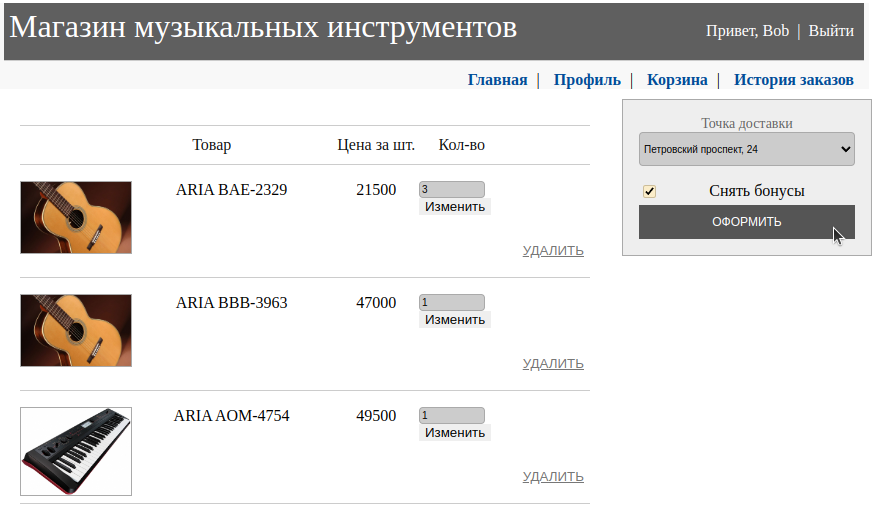 Магазин музыкальных инструментов
Привет, Bob | Выйти
Главная | Профиль | Корзина | История заказов
Товар Цена за шт. Кол-во
ARIA BAE-2329 21500 3
Изменить
УДАЛИТЬ
ARIA BBB-3963 47000 1
Изменить
УДАЛИТЬ
ARIA AOM-4754 49500 1
Изменить
УДАЛИТЬ
Точка доставки
Петровский проспект, 24
Снять бонусы
ОФОРМИТЬ